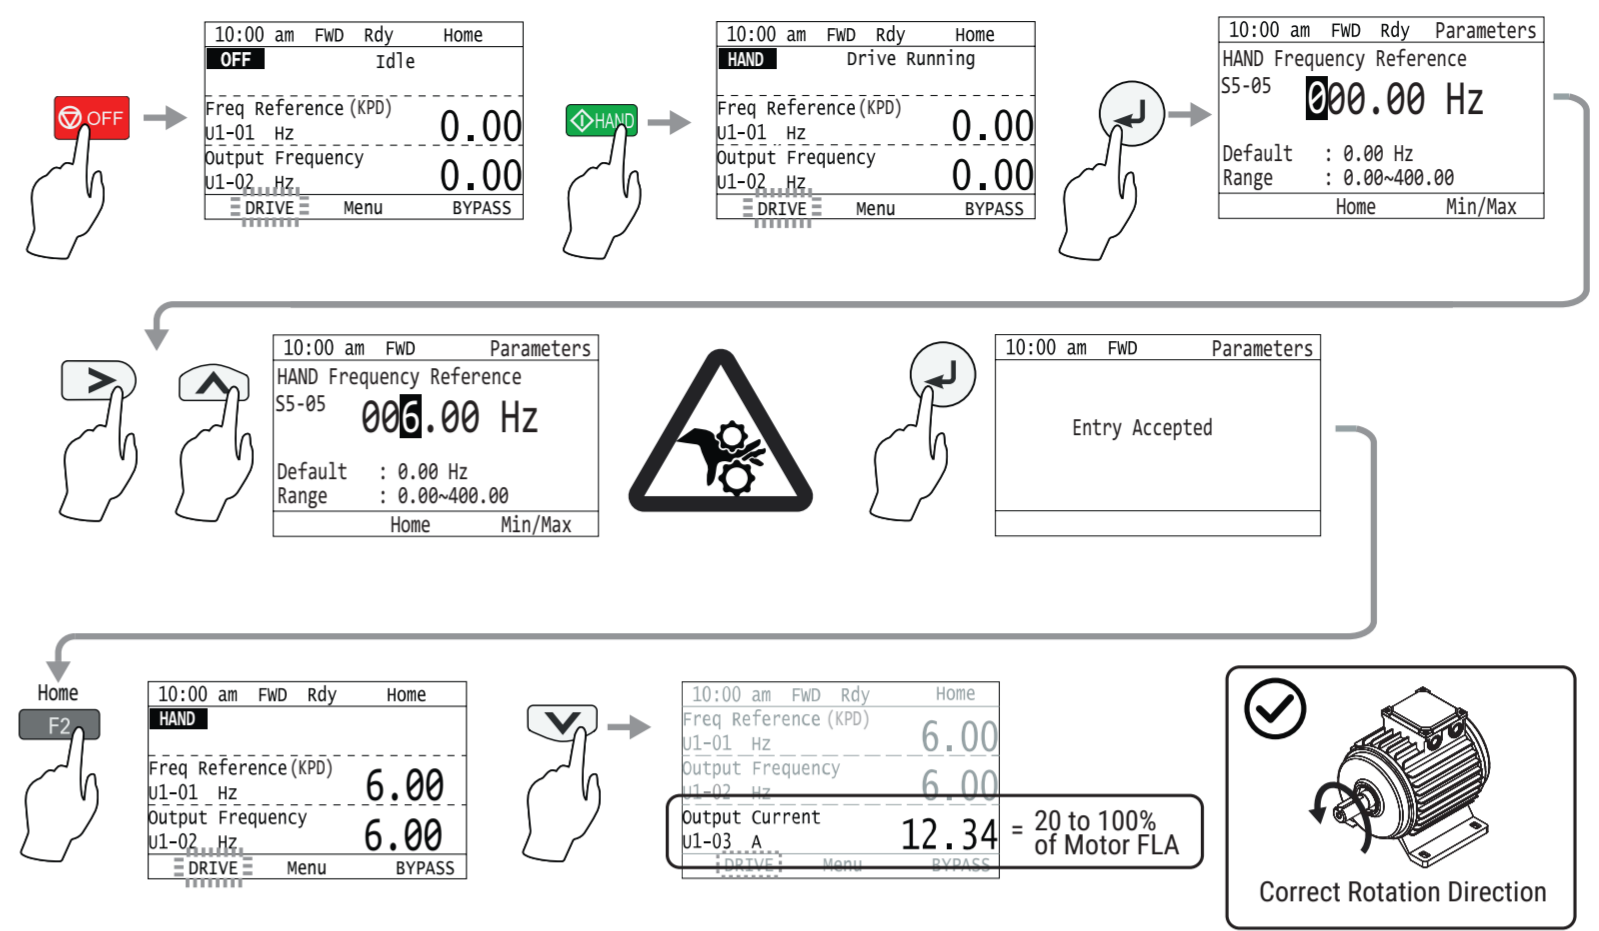 OFF
10:00 am FWD Rdy Home
OFF Idle
Freq Reference (KPD)
U1-01 Hz 0.00
Output Frequency
U1-02 Hz 0.00
DRIVE Menu BYPASS
HAND
10:00 am FWD Rdy Home
HAND Drive Running
Freq Reference (KPD)
U1-01 Hz 0.00
Output Frequency
U1-02 Hz 0.00
DRIVE Menu BYPASS
10:00 am FWD Rdy Parameters
HAND Frequency Reference
S5-05 000.00 Hz
Default : 0.00 Hz
Range : 0.00~400.00
Home Min/Max
10:00 am FWD Parameters
HAND Frequency Reference
S5-05 006.00 Hz
Default : 0.00 Hz
Range : 0.00~400.00
Home Min/Max
10:00 am FWD Parameters
Entry Accepted
Home
F2
10:00 am FWD Rdy Home
HAND
Freq Reference (KPD)
U1-01 Hz 6.00
Output Frequency
U1-02 Hz 6.00
DRIVE Menu BYPASS
10:00 am FWD Rdy Home
Freq Reference (KPD)
U1-01 Hz 6.00
Output Frequency
U1-02 Hz 6.00
Output Current
U1-03 A 12.34
DRIVE Menu BYPASS
= 20 to 100%
of Motor FLA
Correct Rotation Direction